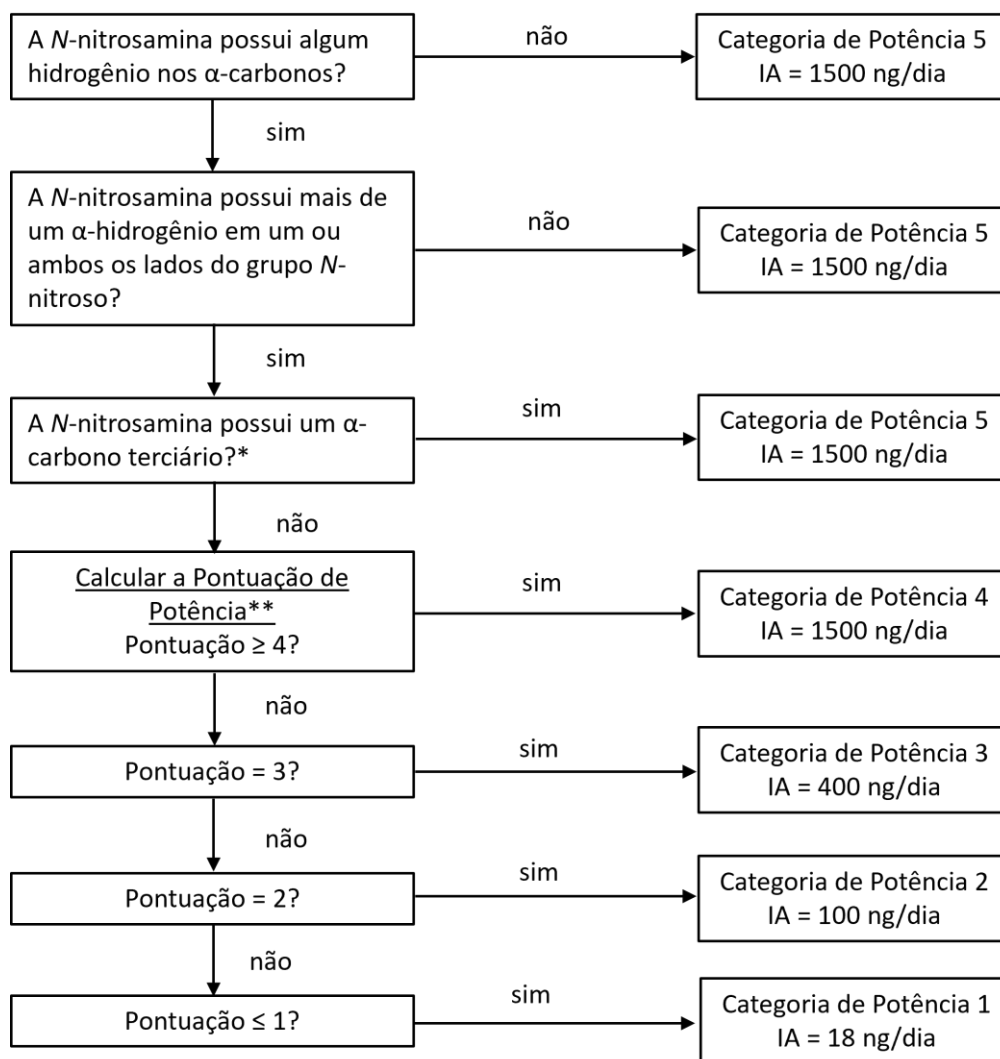 A N-nitrosamina possui algum
hidrogênio nos α-carbonos?
não
Categoria de Potência 5
IA = 1500 ng/dia
sim
A N-nitrosamina possui mais de
um α-hidrogênio em um ou
ambos os lados do grupo N-
nitroso?
não
Categoria de Potência 5
IA = 1500 ng/dia
sim
A N-nitrosamina possui um α-
carbono terciário?*
sim
Categoria de Potência 5
IA = 1500 ng/dia
não
Calcular a Pontuação de
Potência**
Pontuação ≥ 4?
sim
Categoria de Potência 4
IA = 1500 ng/dia
não
Pontuação = 3?
sim
Categoria de Potência 3
IA = 400 ng/dia
não
Pontuação = 2?
sim
Categoria de Potência 2
IA = 100 ng/dia
não
Pontuação ≤ 1?
sim
Categoria de Potência 1
IA = 18 ng/dia